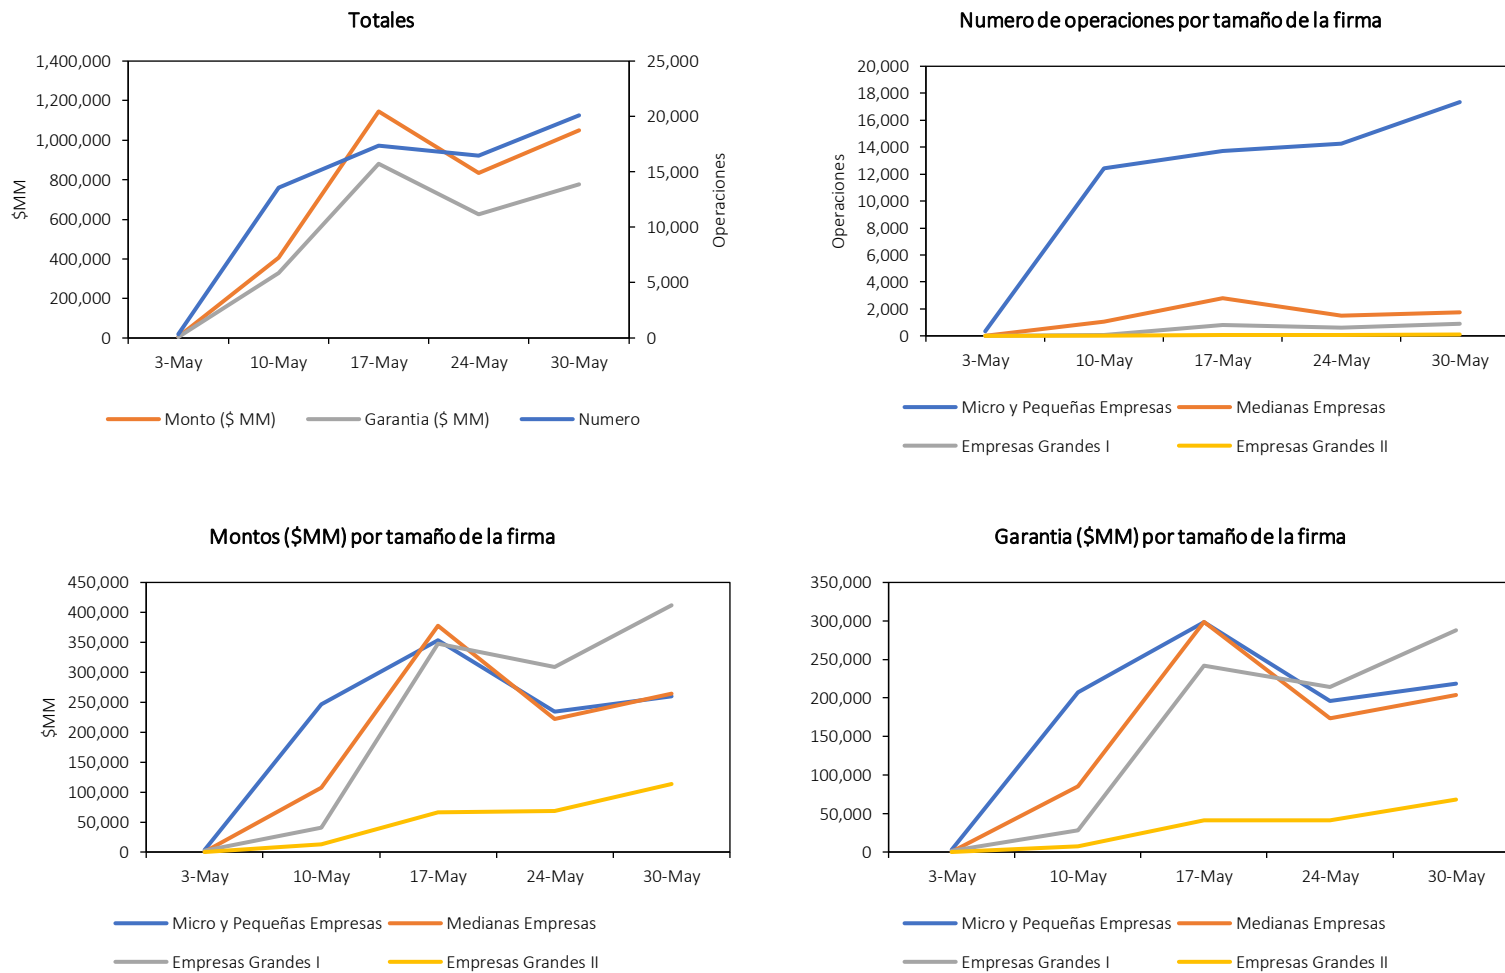 Totales
1,400,000
1,200,000
1,000,000
800,000
600,000
400,000
200,000
0
$MM
25,000
20,000
15,000
10,000
5,000
0
Operaciones
3-May 10-May 17-May 24-May 30-May
Monto ($ MM) Garantia ($ MM) Numero
Numero de operaciones por tamaño de la firma
20,000
18,000
16,000
14,000
12,000
10,000
8,000
6,000
4,000
2,000
0
Operaciones
3-May 10-May 17-May 24-May 30-May
Micro y Pequeñas Empresas Medianas Empresas
Empresas Grandes I Empresas Grandes II
Montos ($MM) por tamaño de la firma
450,000
400,000
350,000
300,000
250,000
200,000
150,000
100,000
50,000
0
$MM
3-May 10-May 17-May 24-May 30-May
Micro y Pequeñas Empresas Medianas Empresas
Empresas Grandes I Empresas Grandes II
Garantia ($MM) por tamaño de la firma
350,000
300,000
250,000
200,000
150,000
100,000
50,000
0
3-May 10-May 17-May 24-May 30-May
Micro y Pequeñas Empresas Medianas Empresas
Empresas Grandes I Empresas Grandes II